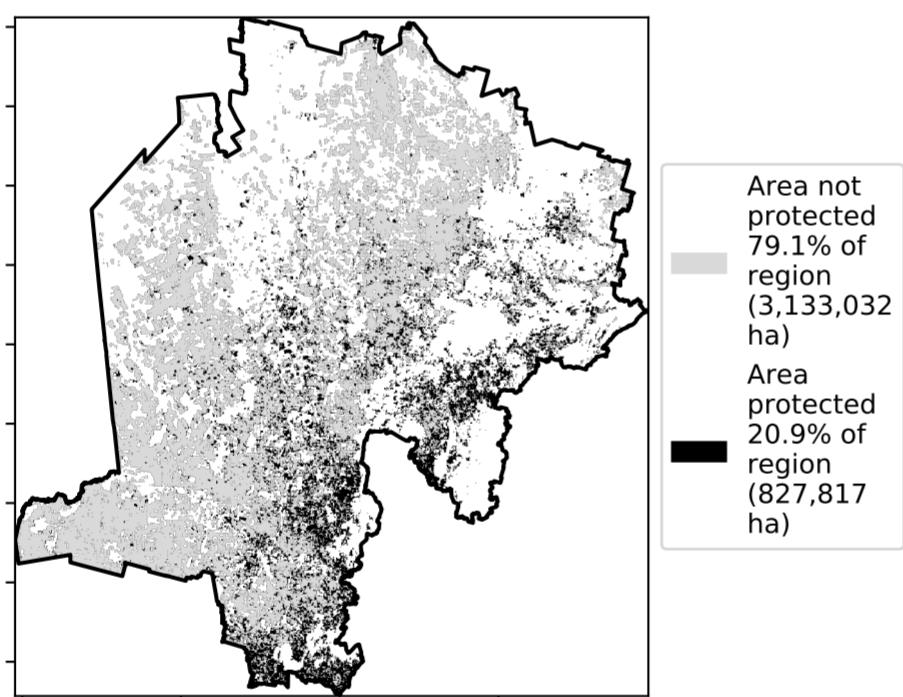 Area not
protected
79.1% of
region
(3,133,032
ha)
Area
protected
20.9% of
region
(827,817
ha)